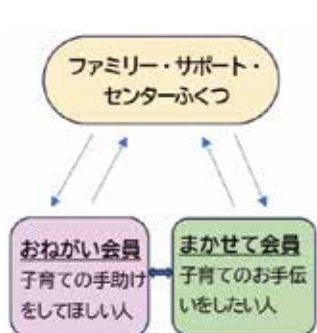 ファミリー・サポート・
センターふくつ
おねがい会員
子育ての手助け
をしてほしい人
まかせて会員
子育てのお手伝
いをしたい人